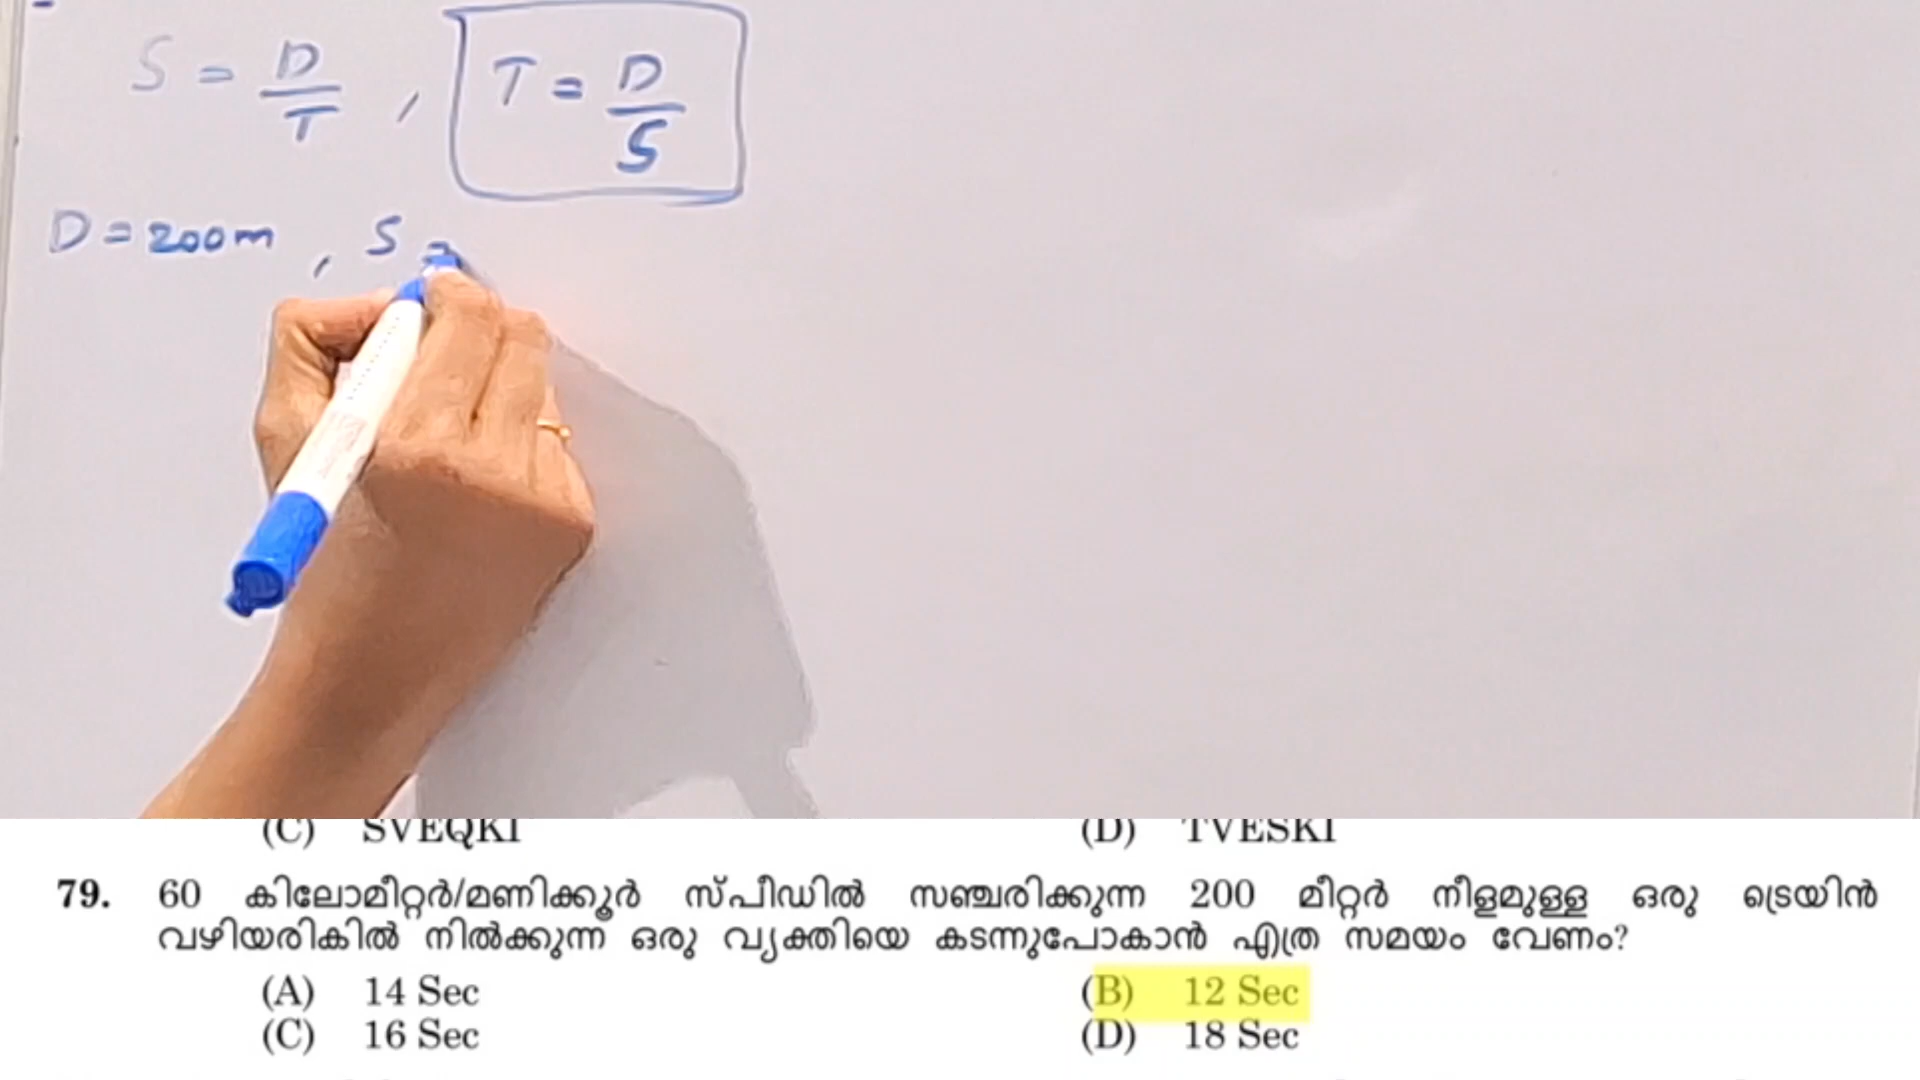 S = D/T , T = D/S
D = 200m , S =
(C) SVEQKI (D) TVESKI
79. 60 കിലോമീറ്റർ/മണിക്കൂർ സ്പീഡിൽ സഞ്ചരിക്കുന്ന 200 മീറ്റർ നീളമുള്ള ഒരു ട്രെയിൻ
വഴിയരികിൽ നിൽക്കുന്ന ഒരു വ്യക്തിയെ കടന്നുപോകാൻ എത്ര സമയം വേണം?
(A) 14 Sec (B) 12 Sec
(C) 16 Sec (D) 18 Sec